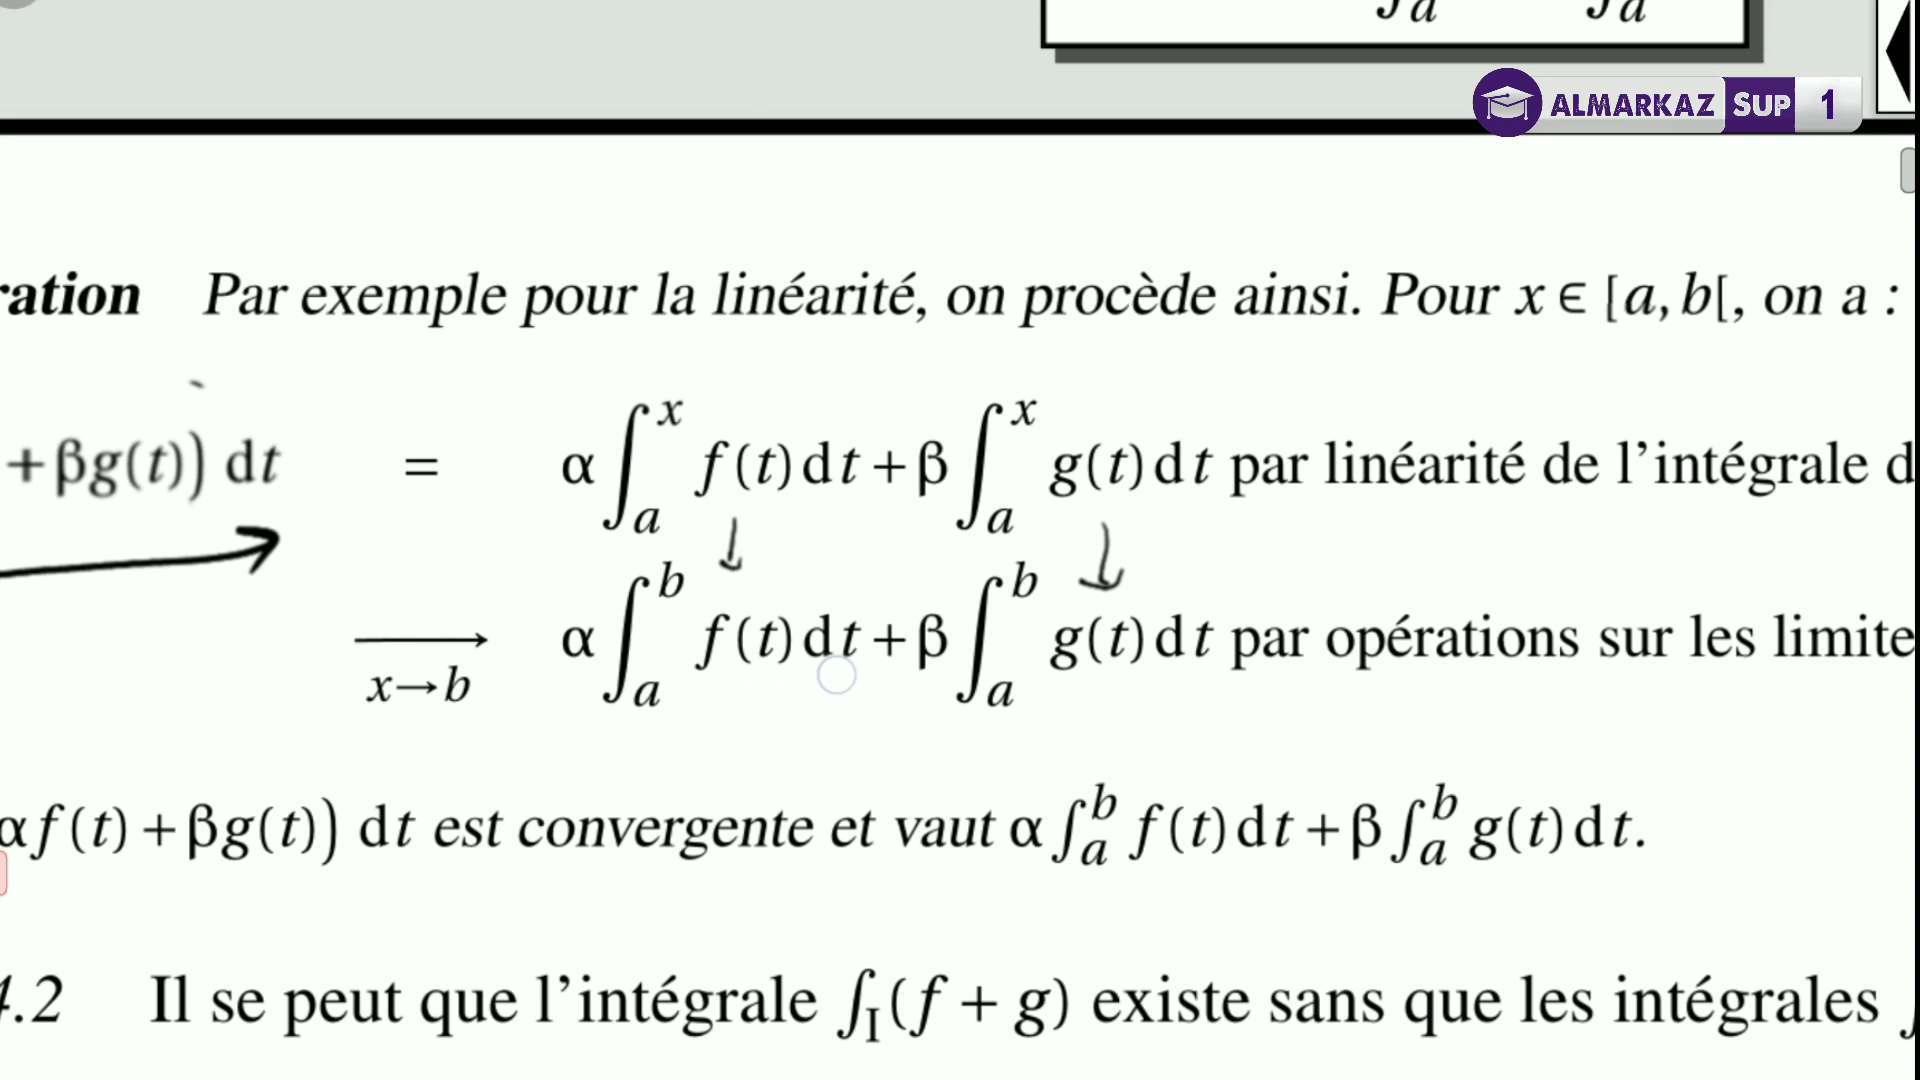 ∫a ∫a
ALMARKAZ SUP 1
ration Par exemple pour la linéarité, on procède ainsi. Pour x ∈ [a, b[, on a :
+βg(t)) dt = α∫_a^x f(t) dt + β∫_a^x g(t) dt par linéarité de l’intégrale d
⟶ x→b α∫_a^b f(t) dt + β∫_a^b g(t) dt par opérations sur les limite
αf(t) + βg(t)) dt est convergente et vaut α∫_a^b f(t) dt + β∫_a^b g(t) dt.
4.2 Il se peut que l’intégrale ∫_I (f + g) existe sans que les intégrales